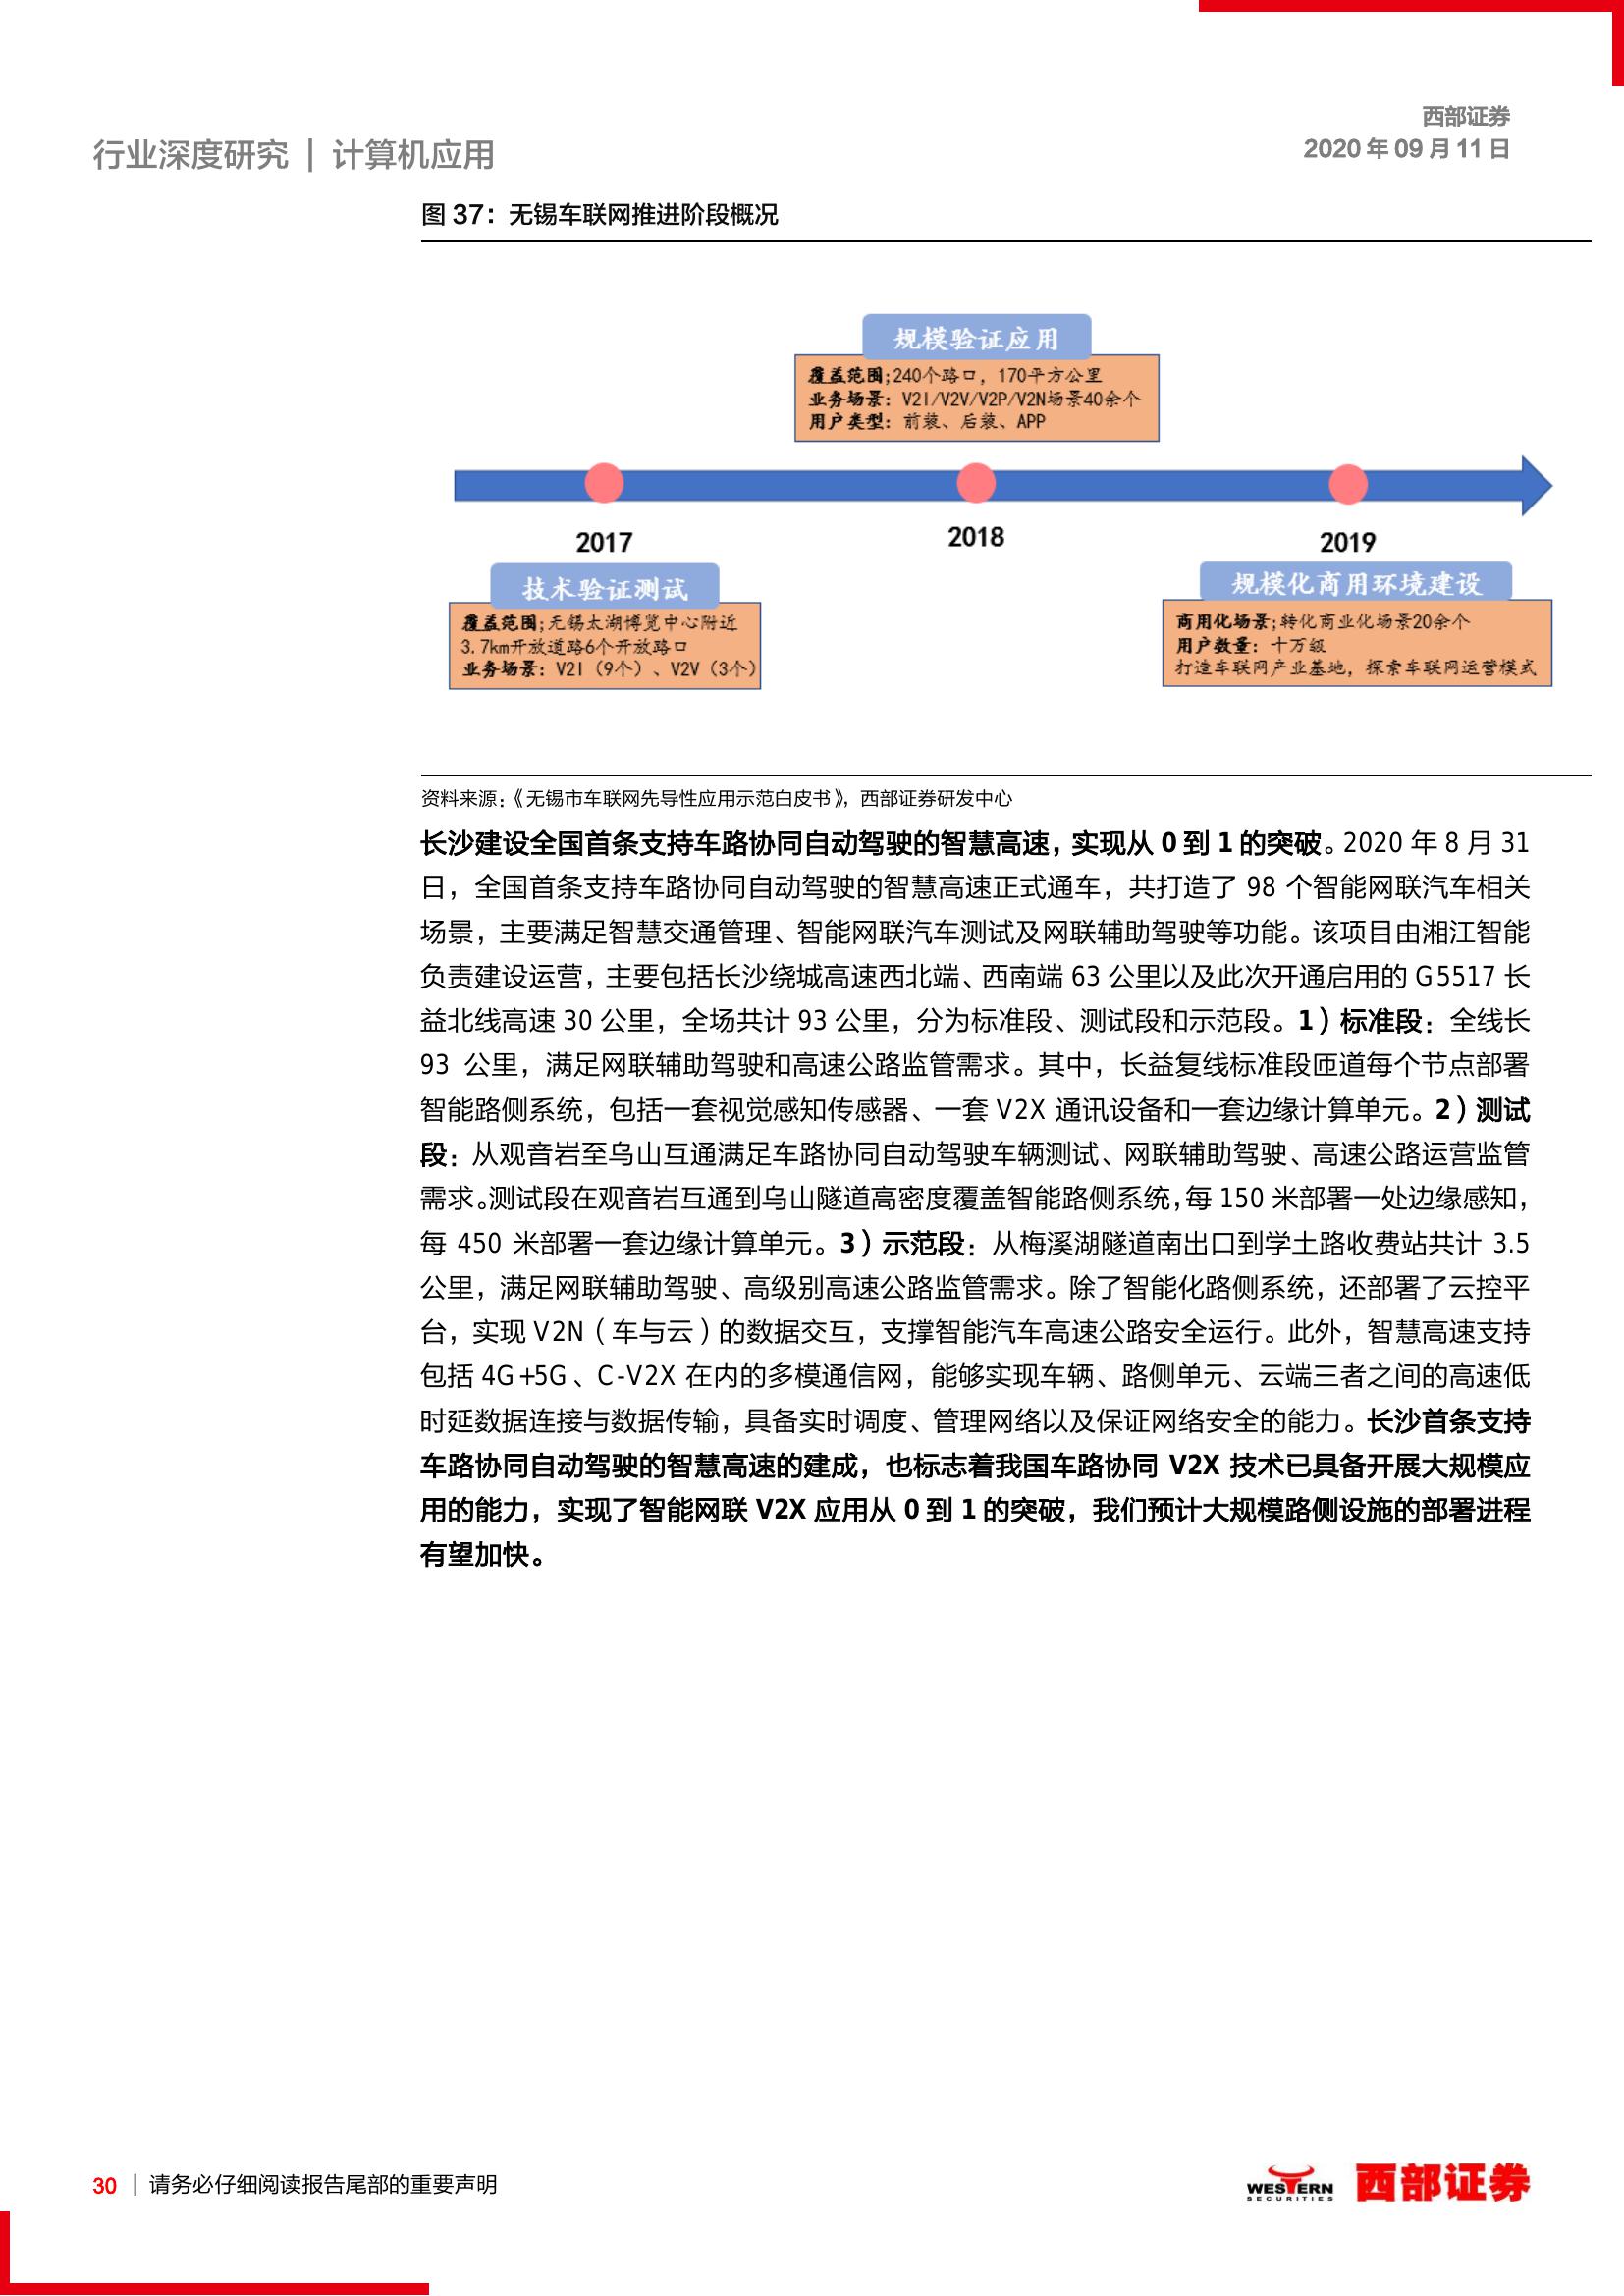 西部证券
2020 年 09 月 11 日
行业深度研究 | 计算机应用
图 37：无锡车联网推进阶段概况
规模验证应用
覆盖范围;240个路口，170平方公里
业务场景：V2I/V2V/V2P/V2N场景40余个
用户类型：前装、后装、APP
2017
2018
2019
技术验证测试
覆盖范围;无锡太湖博览中心附近
3.7km开放道路6个开放路口
业务场景：V2I（9个）、V2V（3个）
规模化商用环境建设
商用化场景;转化商业化场景20余个
用户数量：十万级
打造车联网产业基地，探索车联网运营模式
资料来源：《无锡市车联网先导性应用示范白皮书》，西部证券研发中心
长沙建设全国首条支持车路协同自动驾驶的智慧高速，实现从 0 到 1 的突破。2020 年 8 月 31
日，全国首条支持车路协同自动驾驶的智慧高速正式通车，共打造了 98 个智能网联汽车相关
场景，主要满足智慧交通管理、智能网联汽车测试及网联辅助驾驶等功能。该项目由湘江智能
负责建设运营，主要包括长沙绕城高速西北端、西南端 63 公里以及此次开通启用的 G5517 长
益北线高速 30 公里，全场共计 93 公里，分为标准段、测试段和示范段。1）标准段：全线长
93 公里，满足网联辅助驾驶和高速公路监管需求。其中，长益复线标准段匝道每个节点部署
智能路侧系统，包括一套视觉感知传感器、一套 V2X 通讯设备和一套边缘计算单元。2）测试
段：从观音岩至乌山互通满足车路协同自动驾驶车辆测试、网联辅助驾驶、高速公路运营监管
需求。测试段在观音岩互通到乌山隧道高密度覆盖智能路侧系统，每 150 米部署一处边缘感知，
每 450 米部署一套边缘计算单元。3）示范段：从梅溪湖隧道南出口到学士路收费站共计 3.5
公里，满足网联辅助驾驶、高级别高速公路监管需求。除了智能化路侧系统，还部署了云控平
台，实现 V2N（车与云）的数据交互，支撑智能汽车高速公路安全运行。此外，智慧高速支持
包括 4G+5G、C-V2X 在内的多模通信网，能够实现车辆、路侧单元、云端三者之间的高速低
时延数据连接与数据传输，具备实时调度、管理网络以及保证网络安全的能力。长沙首条支持
车路协同自动驾驶的智慧高速的建成，也标志着我国车路协同 V2X 技术已具备开展大规模应
用的能力，实现了智能网联 V2X 应用从 0 到 1 的突破，我们预计大规模路侧设施的部署进程
有望加快。
30 | 请务必仔细阅读报告尾部的重要声明
WESTERN
SECURITIES
西部证券